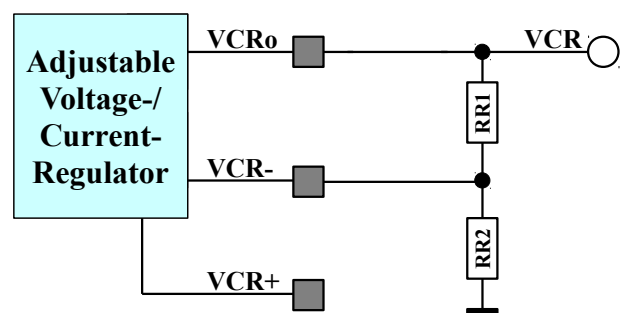 Adjustable
Voltage-/
Current-
Regulator
VCRo
VCR
RR1
VCR-
RR2
VCR+